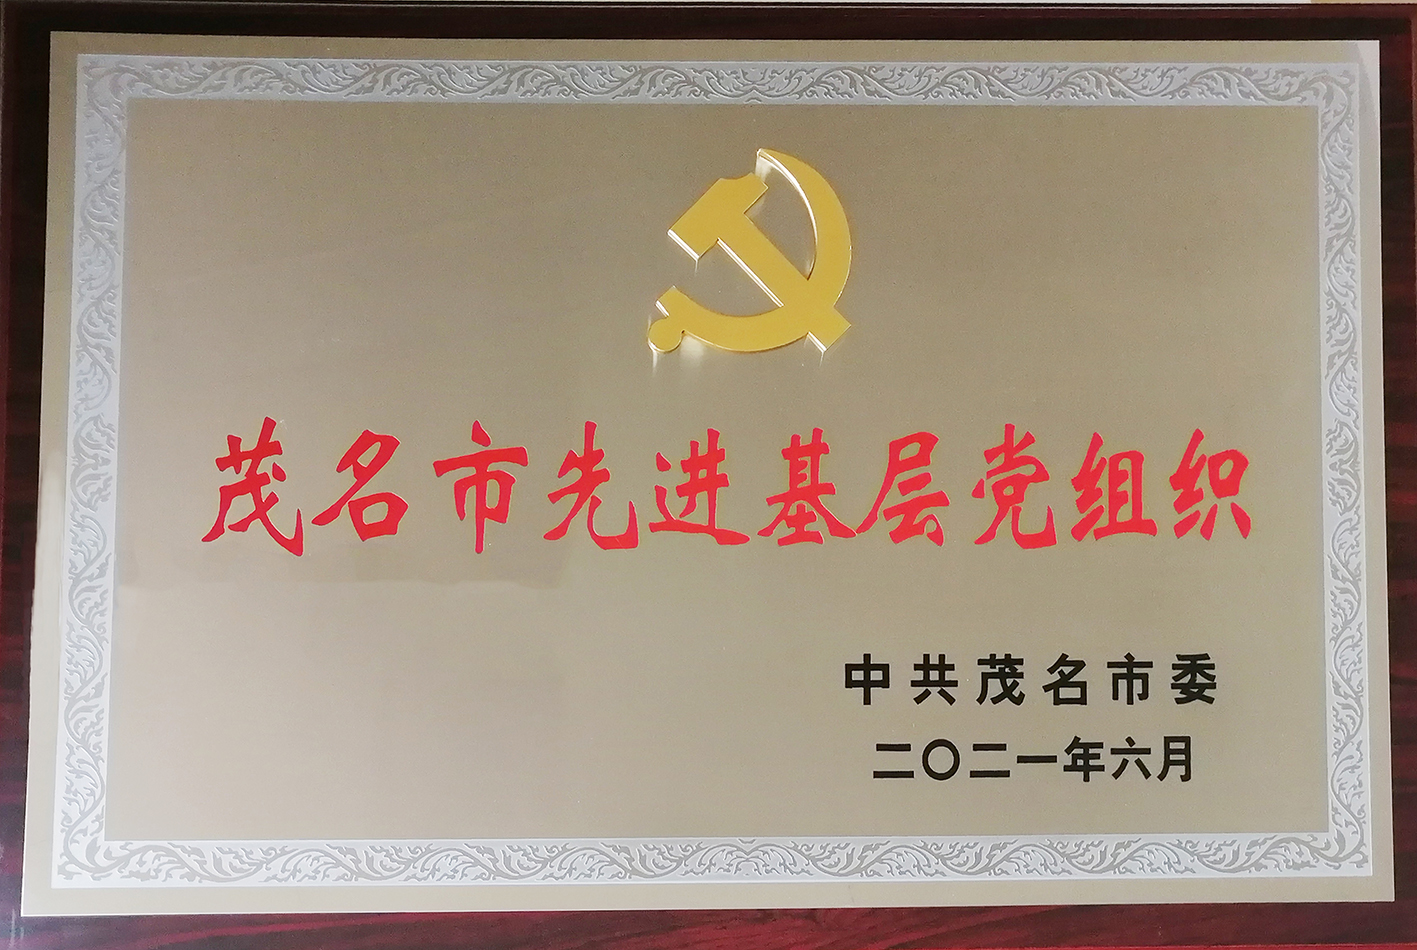 茂名市先进基层党组织
中共茂名市委
二〇二一年六月